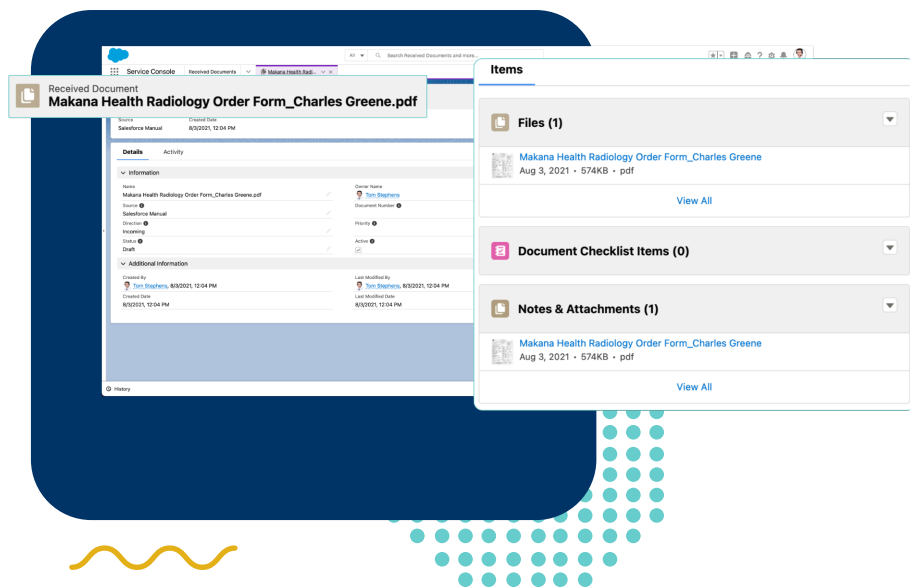 All
Search Received Documents and more...
Service Console
Received Documents
Makana Health Radi...
Received Document
Makana Health Radiology Order Form_Charles Greene.pdf
Source
Created Date
Salesforce Manual
8/3/2021, 12:04 PM
Details
Activity
Information
Name
Makana Health Radiology Order Form_Charles Greene.pdf
Owner Name
Tom Stephens
Source
Salesforce Manual
Document Number
Direction
Incoming
Priority
Status
Draft
Active
Additional Information
Created By
Tom Stephens, 8/3/2021, 12:04 PM
Last Modified By
Tom Stephens, 8/3/2021, 12:04 PM
Created Date
8/3/2021, 12:04 PM
Last Modified Date
8/3/2021, 12:04 PM
History
Items
Files (1)
Makana Health Radiology Order Form_Charles Greene
Aug 3, 2021 • 574KB • pdf
View All
Document Checklist Items (0)
Notes & Attachments (1)
Makana Health Radiology Order Form_Charles Greene
Aug 3, 2021 • 574KB • pdf
View All